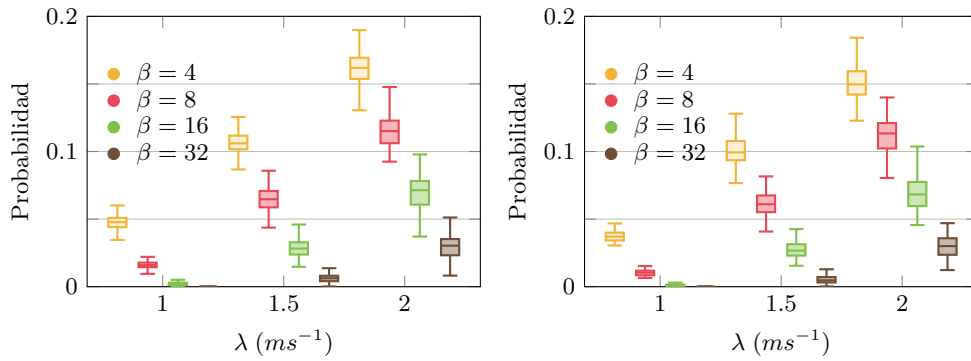 0.2
0.1
0
Probabilidad
β = 4
β = 8
β = 16
β = 32
1
1.5
2
λ (ms⁻¹)
0.2
0.1
0
Probabilidad
β = 4
β = 8
β = 16
β = 32
1
1.5
2
λ (ms⁻¹)